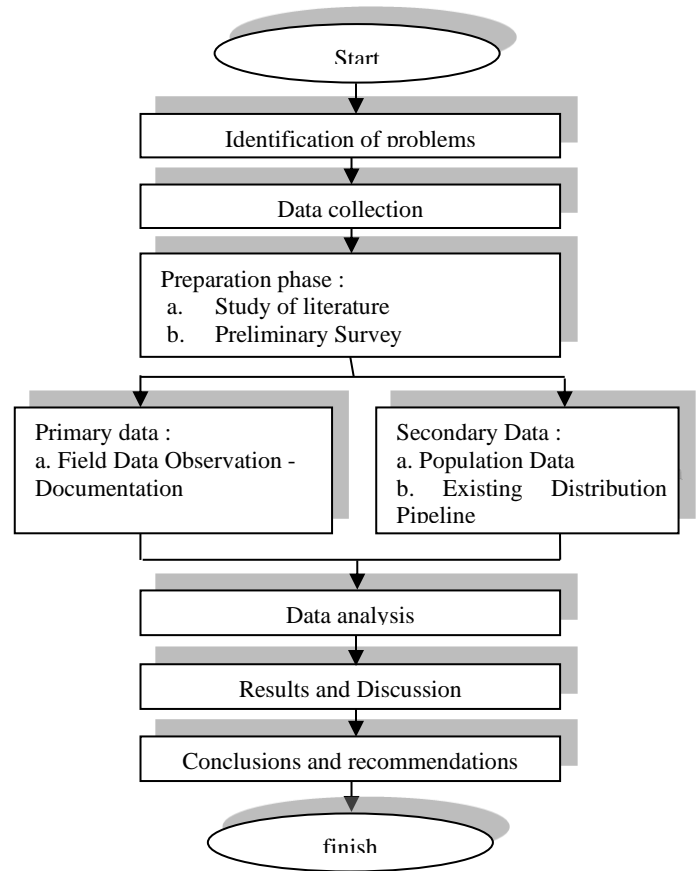 Start
Identification of problems
Data collection
Preparation phase :
a. Study of literature
b. Preliminary Survey
Primary data :
a. Field Data Observation -
Documentation
Secondary Data :
a. Population Data
b. Existing Distribution
Pipeline
Data analysis
Results and Discussion
Conclusions and recommendations
finish